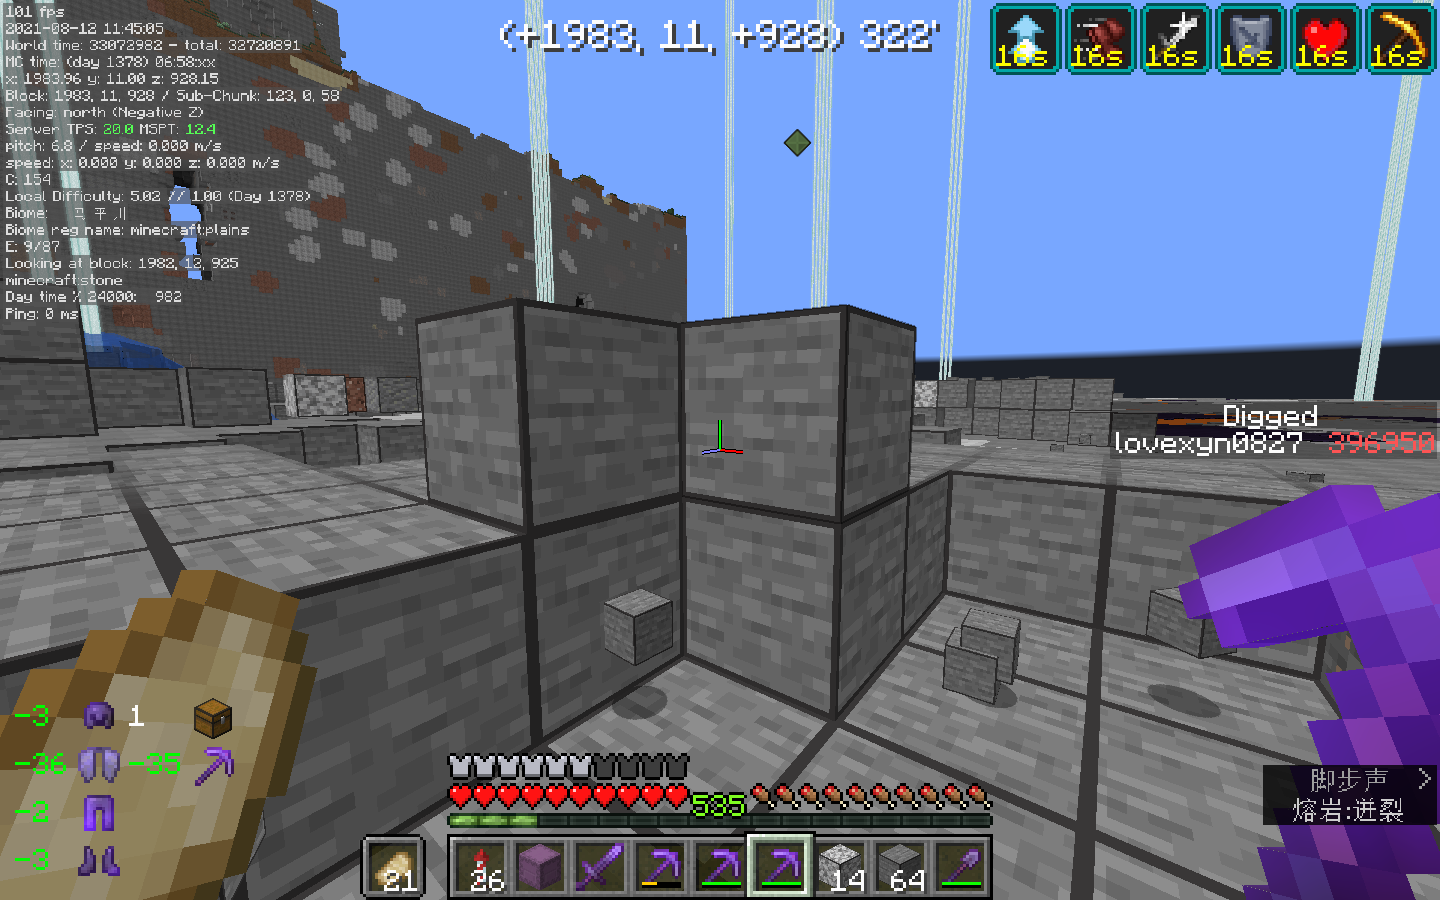 101 fps
2021-08-12 11:45:05
World time: 33072982 - total: 32720891
MC time: (day 1378) 06:58:xx
x: 1983.96 y: 11.00 z: 928.15
Block: 1983, 11, 928 / Sub-Chunk: 123, 0, 58
Facing: north (Negative Z)
Server TPS: 20.0 MSPT: 12.4
pitch: 6.8 / speed: 0.000 m/s
speed: x: 0.000 y: 0.000 z: 0.000 m/s
C: 154
Local Difficulty: 5.02 // 1.00 (Day 1378)
Biome:
Biome reg name: minecraft:plains
E: 9/87
Looking at block: 1982, 12, 925
minecraft:stone
Day time % 24000: 982
Ping: 0 ms
(+1983, 11, +928) 322'
16s 16s 16s 16s 16s 16s
Digged
lovexyn0827 396950
-3 1
-36 -35
-2
-3
535
脚步声 >
熔岩:迸裂
21 26 14 64